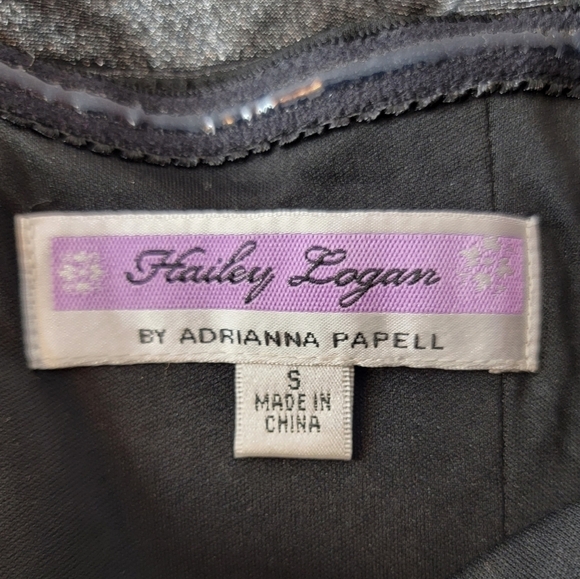 Hailey Logan
BY ADRIANNA PAPELL
S
MADE IN
CHINA